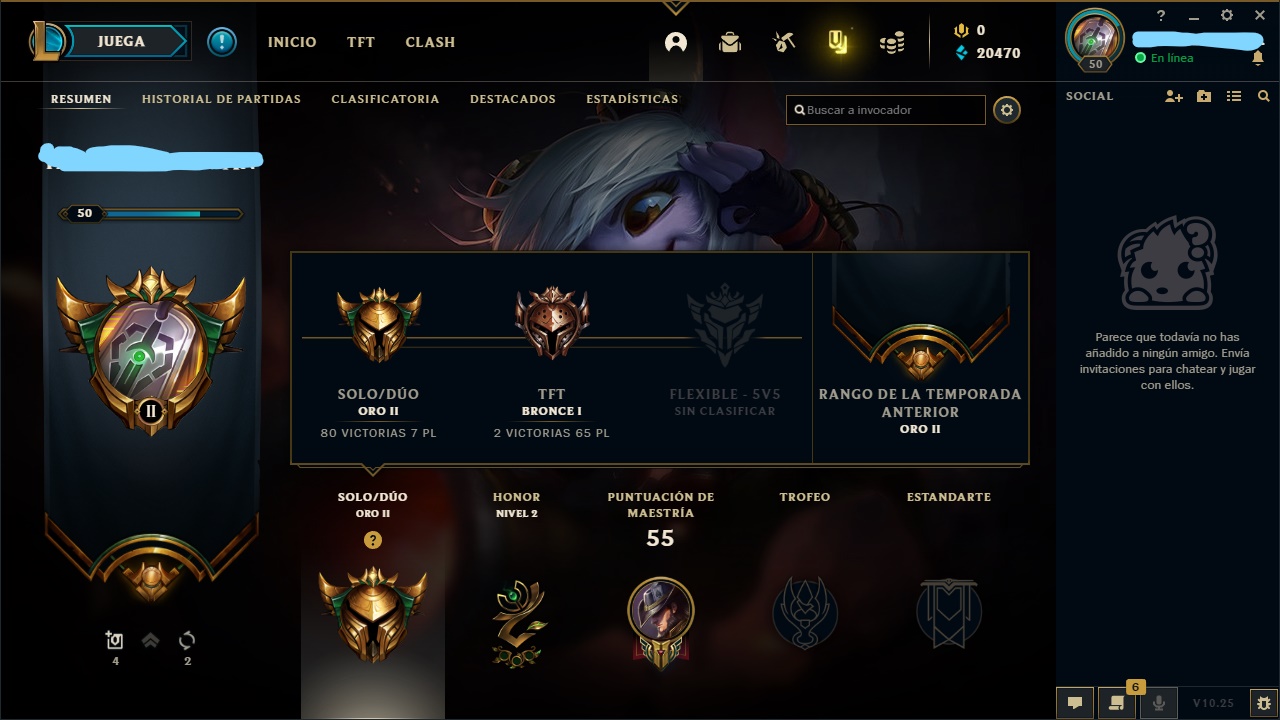 JUEGA
INICIO
TFT
CLASH
0
20470
50
En línea
RESUMEN
HISTORIAL DE PARTIDAS
CLASIFICATORIA
DESTACADOS
ESTADÍSTICAS
Buscar a invocador
SOCIAL
50
II
SOLO/DÚO
ORO II
80 VICTORIAS 7 PL
TFT
BRONCE I
2 VICTORIAS 65 PL
FLEXIBLE - 5V5
SIN CLASIFICAR
RANGO DE LA TEMPORADA
ANTERIOR
ORO II
Parece que todavía no has
añadido a ningún amigo. Envía
invitaciones para chatear y jugar
con ellos.
SOLO/DÚO
ORO II
?
HONOR
NIVEL 2
PUNTUACIÓN DE
MAESTRÍA
55
TROFEO
ESTANDARTE
4
2
6
V10.25